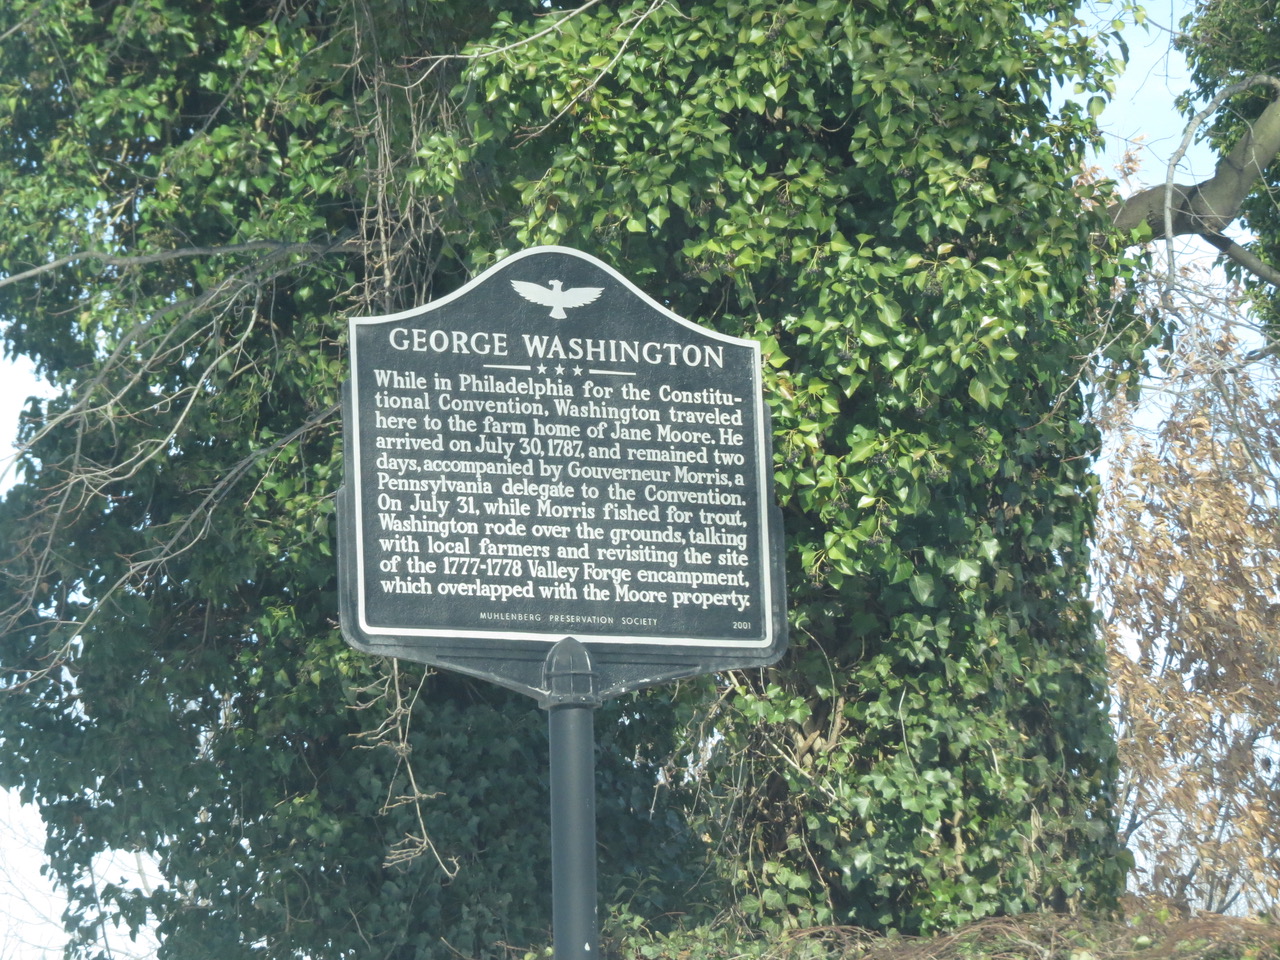 GEORGE WASHINGTON
While in Philadelphia for the Constitu-
tional Convention, Washington traveled
here to the farm home of Jane Moore. He
arrived on July 30, 1787, and remained two
days, accompanied by Gouverneur Morris, a
Pennsylvania delegate to the Convention.
On July 31, while Morris fished for trout,
Washington rode over the grounds, talking
with local farmers and revisiting the site
of the 1777-1778 Valley Forge encampment,
which overlapped with the Moore property.
MUHLENBERG PRESERVATION SOCIETY 2001